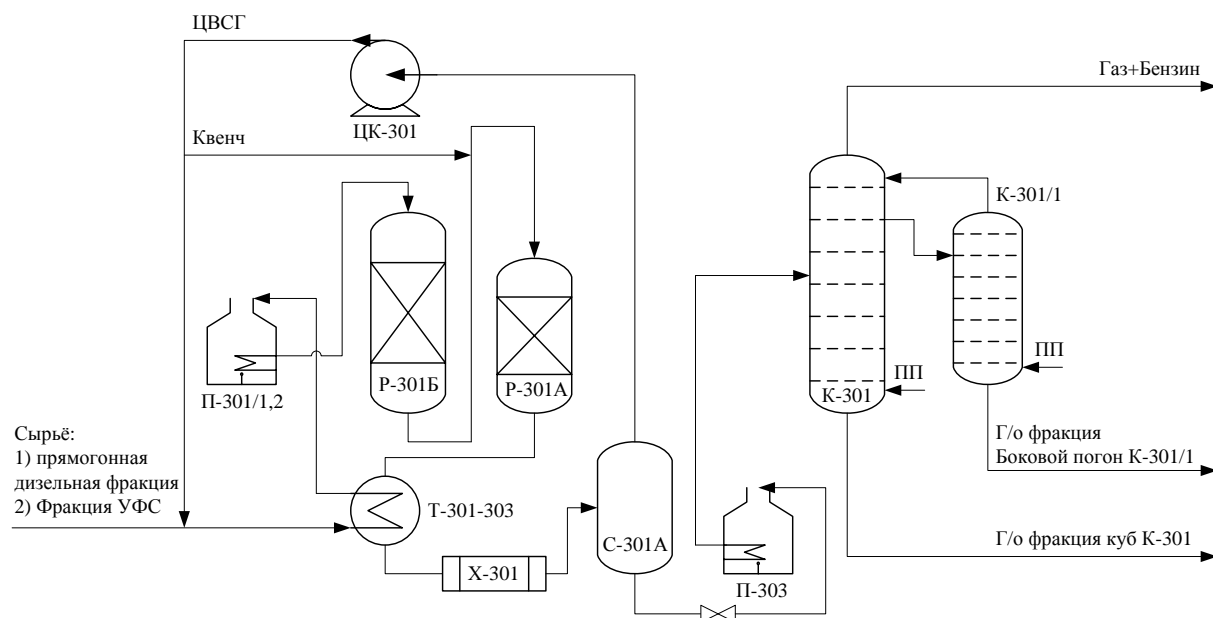 ЦВСГ
ЦК-301
Газ+Бензин
Квенч
К-301/1
П-301/1,2
Р-301Б
Р-301А
ПП
ПП
К-301
Сырьё:
1) прямогонная
дизельная фракция
2) Фракция УФС
Т-301-303
Х-301
С-301А
П-303
Г/о фракция
Боковой погон К-301/1
Г/о фракция куб К-301